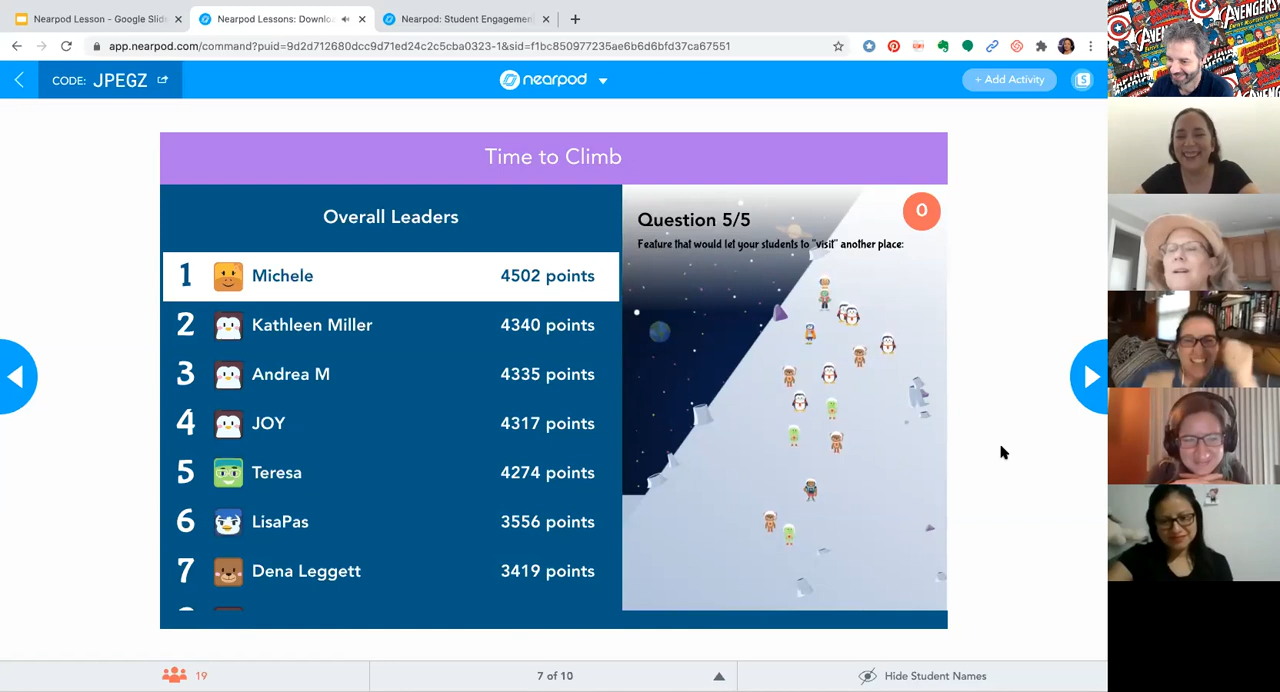 Nearpod Lesson - Google Slid
Nearpod Lessons: Downlo
Nearpod: Student Engagemen
app.nearpod.com/command?puid=9d2d712680dcc9d71ed24c2c5cba0323-1&sid=f1bc850977235ae6b6d6bfd37ca67551
CODE: JPEGZ
nearpod
+ Add Activity
S
Time to Climb
Overall Leaders
1 Michele 4502 points
2 Kathleen Miller 4340 points
3 Andrea M 4335 points
4 JOY 4317 points
5 Teresa 4274 points
6 LisaPas 3556 points
7 Dena Leggett 3419 points
Question 5/5
0
Feature that would let your students to "visit" another place:
19
7 of 10
Hide Student Names
AVENGERS
CAPTAIN
AMERICA